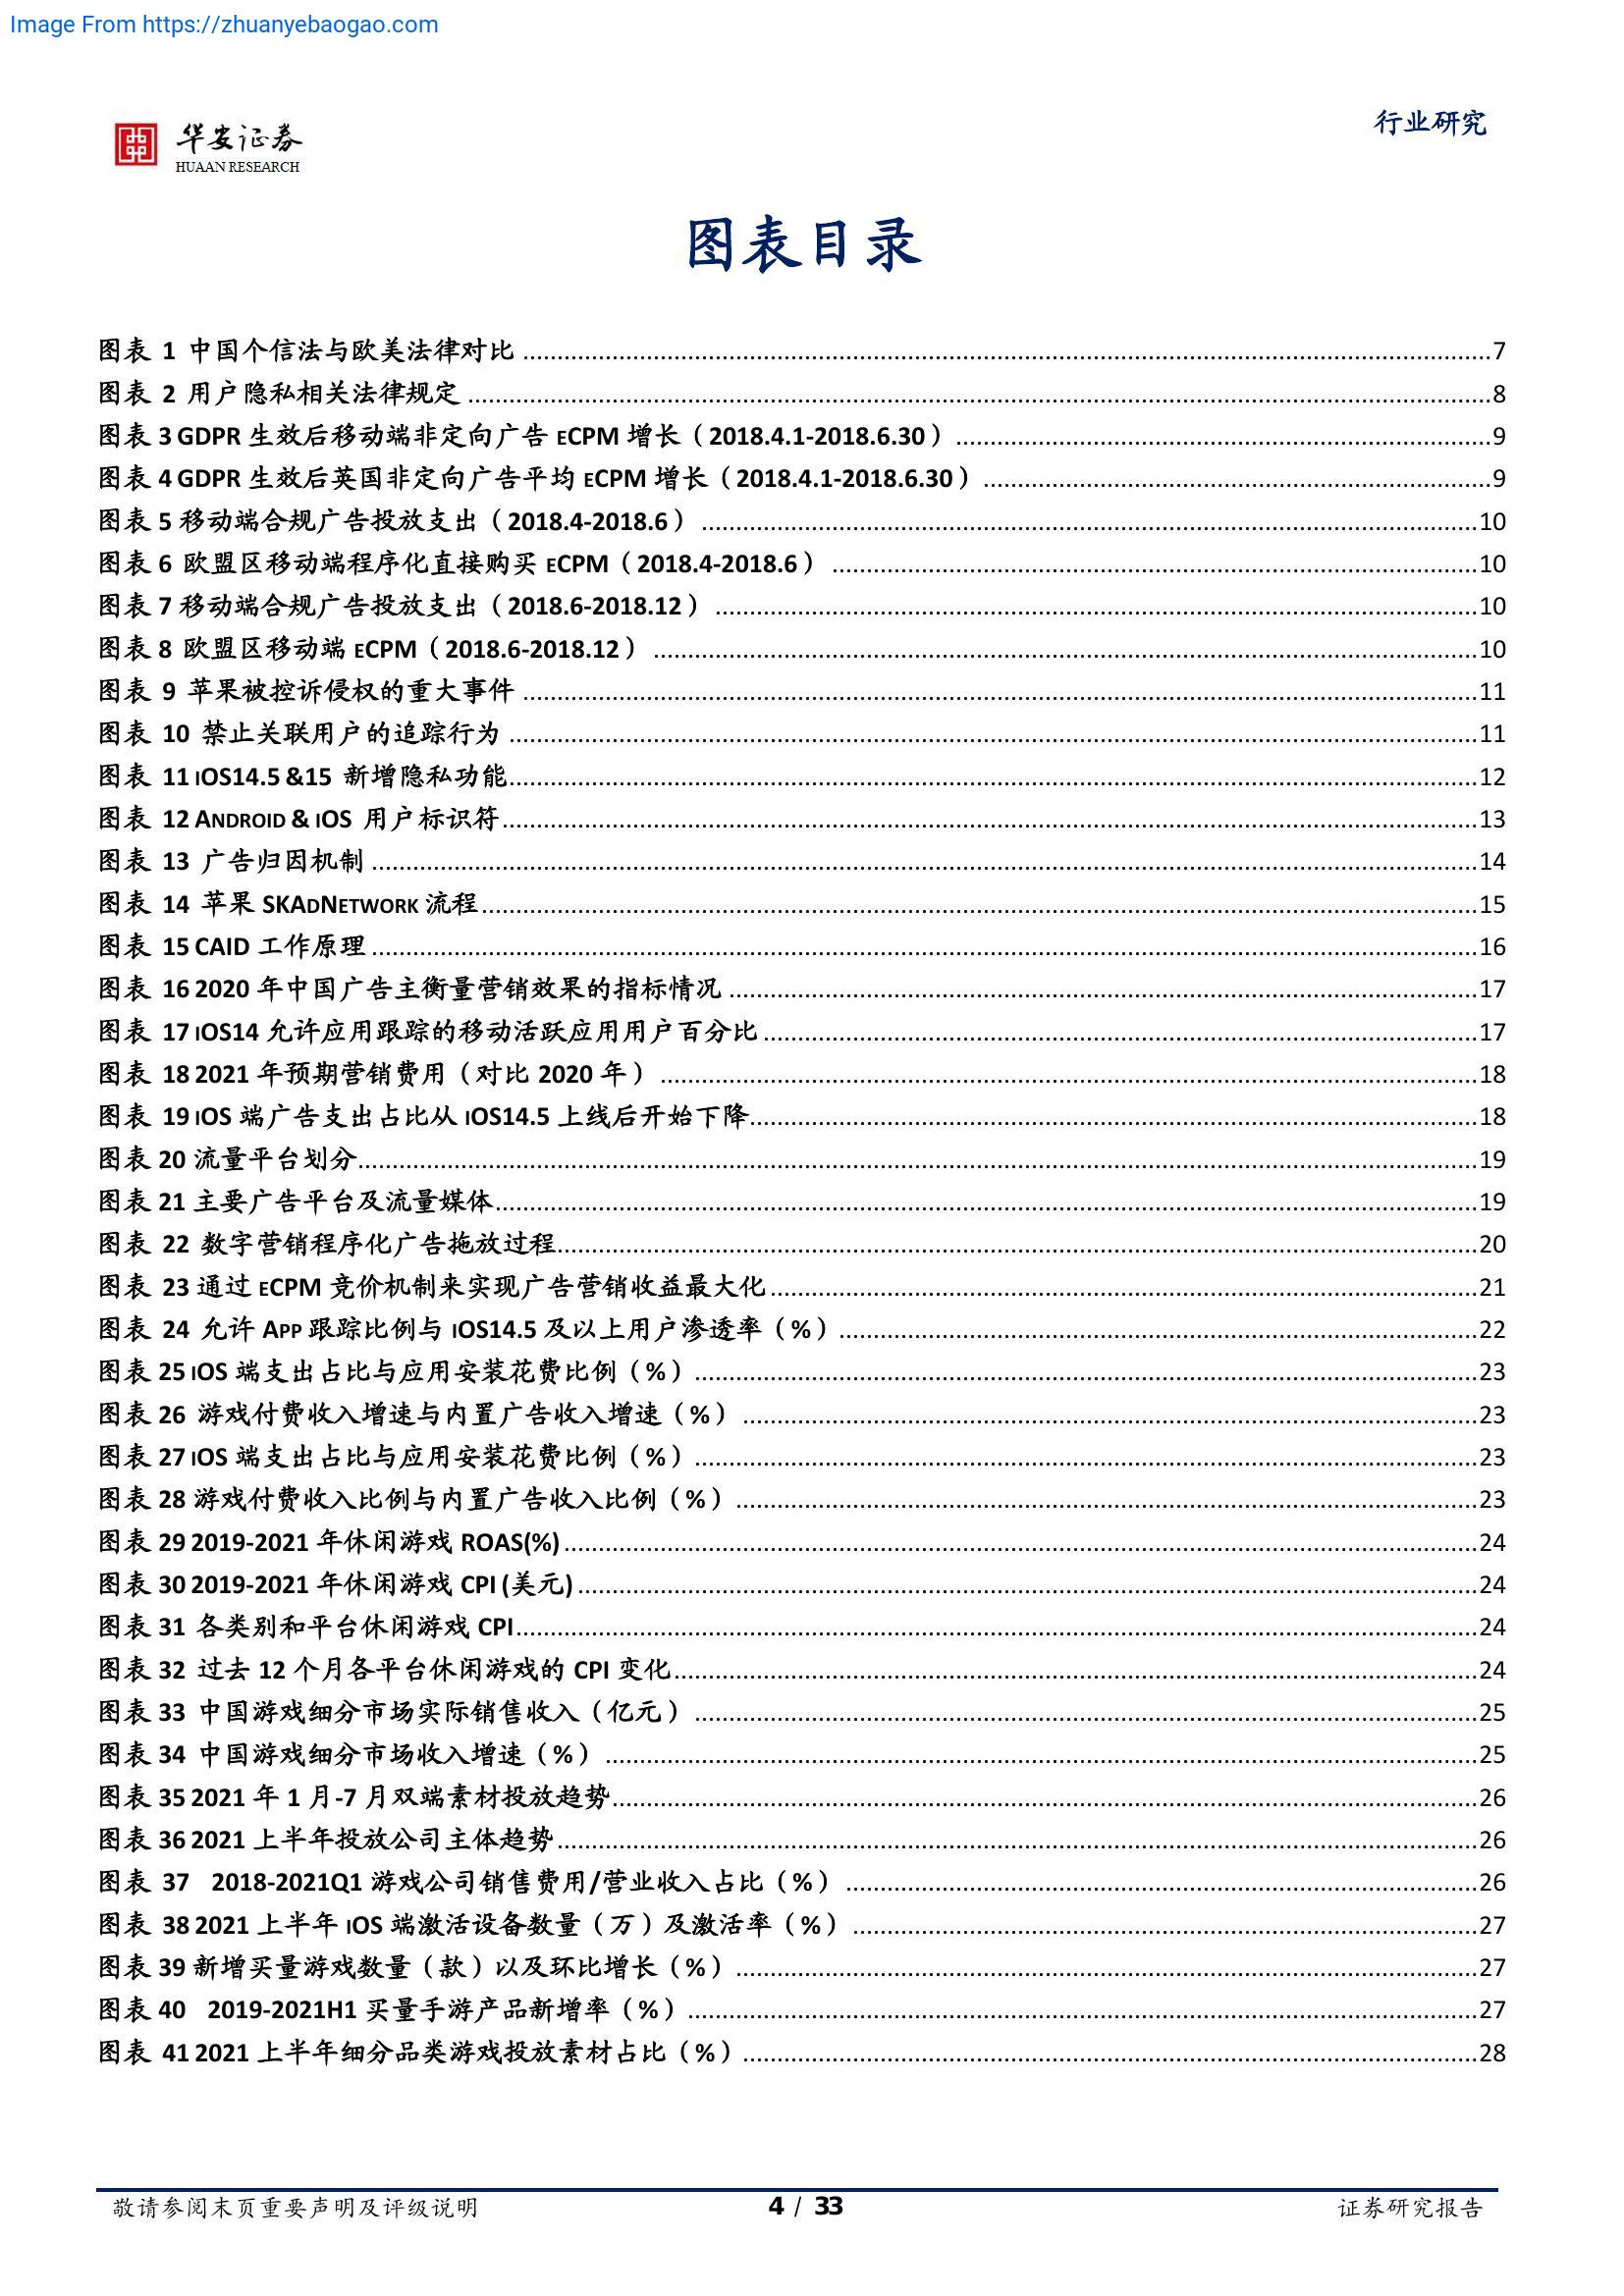 Image From https://zhuanyebaogao.com
华安证券
HUAAN RESEARCH
行业研究
图表目录
图表 1 中国个信法与欧美法律对比 7
图表 2 用户隐私相关法律规定 8
图表 3 GDPR 生效后移动端非定向广告 ECPM 增长（2018.4.1-2018.6.30） 9
图表 4 GDPR 生效后英国非定向广告平均 ECPM 增长（2018.4.1-2018.6.30） 9
图表 5 移动端合规广告投放支出（2018.4-2018.6） 10
图表 6 欧盟区移动端程序化直接购买 ECPM（2018.4-2018.6） 10
图表 7 移动端合规广告投放支出（2018.6-2018.12） 10
图表 8 欧盟区移动端 ECPM（2018.6-2018.12） 10
图表 9 苹果被控诉侵权的重大事件 11
图表 10 禁止关联用户的追踪行为 11
图表 11 IOS14.5 &15 新增隐私功能 12
图表 12 ANDROID & IOS 用户标识符 13
图表 13 广告归因机制 14
图表 14 苹果 SKADNETWORK 流程 15
图表 15 CAID 工作原理 16
图表 16 2020 年中国广告主衡量营销效果的指标情况 17
图表 17 IOS14 允许应用跟踪的移动活跃应用用户百分比 17
图表 18 2021 年预期营销费用（对比 2020 年） 18
图表 19 IOS 端广告支出占比从 IOS14.5 上线后开始下降 18
图表 20 流量平台划分 19
图表 21 主要广告平台及流量媒体 19
图表 22 数字营销程序化广告拖放过程 20
图表 23 通过 ECPM 竞价机制来实现广告营销收益最大化 21
图表 24 允许 APP 跟踪比例与 IOS14.5 及以上用户渗透率（%） 22
图表 25 IOS 端支出占比与应用安装花费比例（%） 23
图表 26 游戏付费收入增速与内置广告收入增速（%） 23
图表 27 IOS 端支出占比与应用安装花费比例（%） 23
图表 28 游戏付费收入比例与内置广告收入比例（%） 23
图表 29 2019-2021 年休闲游戏 ROAS(%) 24
图表 30 2019-2021 年休闲游戏 CPI (美元) 24
图表 31 各类别和平台休闲游戏 CPI 24
图表 32 过去 12 个月各平台休闲游戏的 CPI 变化 24
图表 33 中国游戏细分市场实际销售收入（亿元） 25
图表 34 中国游戏细分市场收入增速（%） 25
图表 35 2021 年 1 月-7 月双端素材投放趋势 26
图表 36 2021 上半年投放公司主体趋势 26
图表 37 2018-2021Q1 游戏公司销售费用/营业收入占比（%） 26
图表 38 2021 上半年 IOS 端激活设备数量（万）及激活率（%） 27
图表 39 新增买量游戏数量（款）以及环比增长（%） 27
图表 40 2019-2021H1 买量手游产品新增率（%） 27
图表 41 2021 上半年细分品类游戏投放素材占比（%） 28
敬请参阅末页重要声明及评级说明
4 / 33
证券研究报告